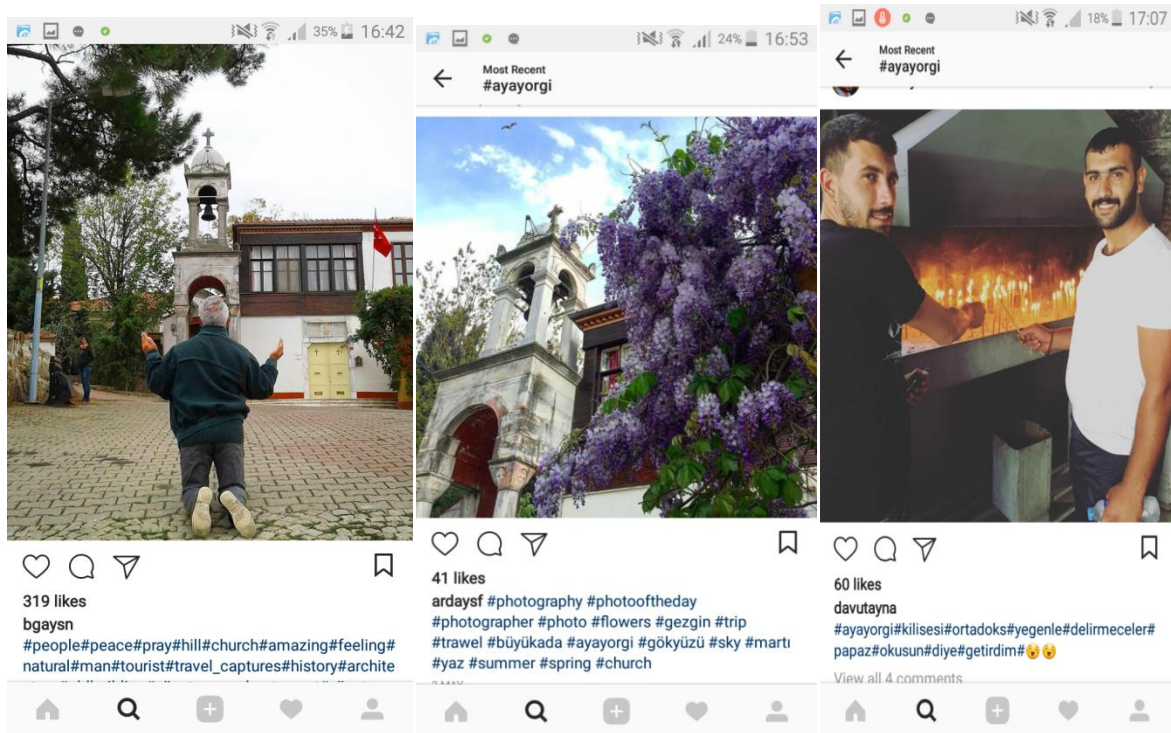 35% 16:42
319 likes
bgaysn
#people#peace#pray#hill#church#amazing#feeling#
natural#man#tourist#travel_captures#history#archite
24% 16:53
Most Recent
#ayayorgi
41 likes
ardaysf #photography #photooftheday
#photographer #photo #flowers #gezgin #trip
#trawel #büyükada #ayayorgi #gökyüzü #sky #martı
#yaz #summer #spring #church
18% 17:07
Most Recent
#ayayorgi
60 likes
davutayna
#ayayorgi#kilisesi#ortadoks#yegenle#delirmeceler#
papaz#okusun#diye#getirdim#😯😯
View all 4 comments